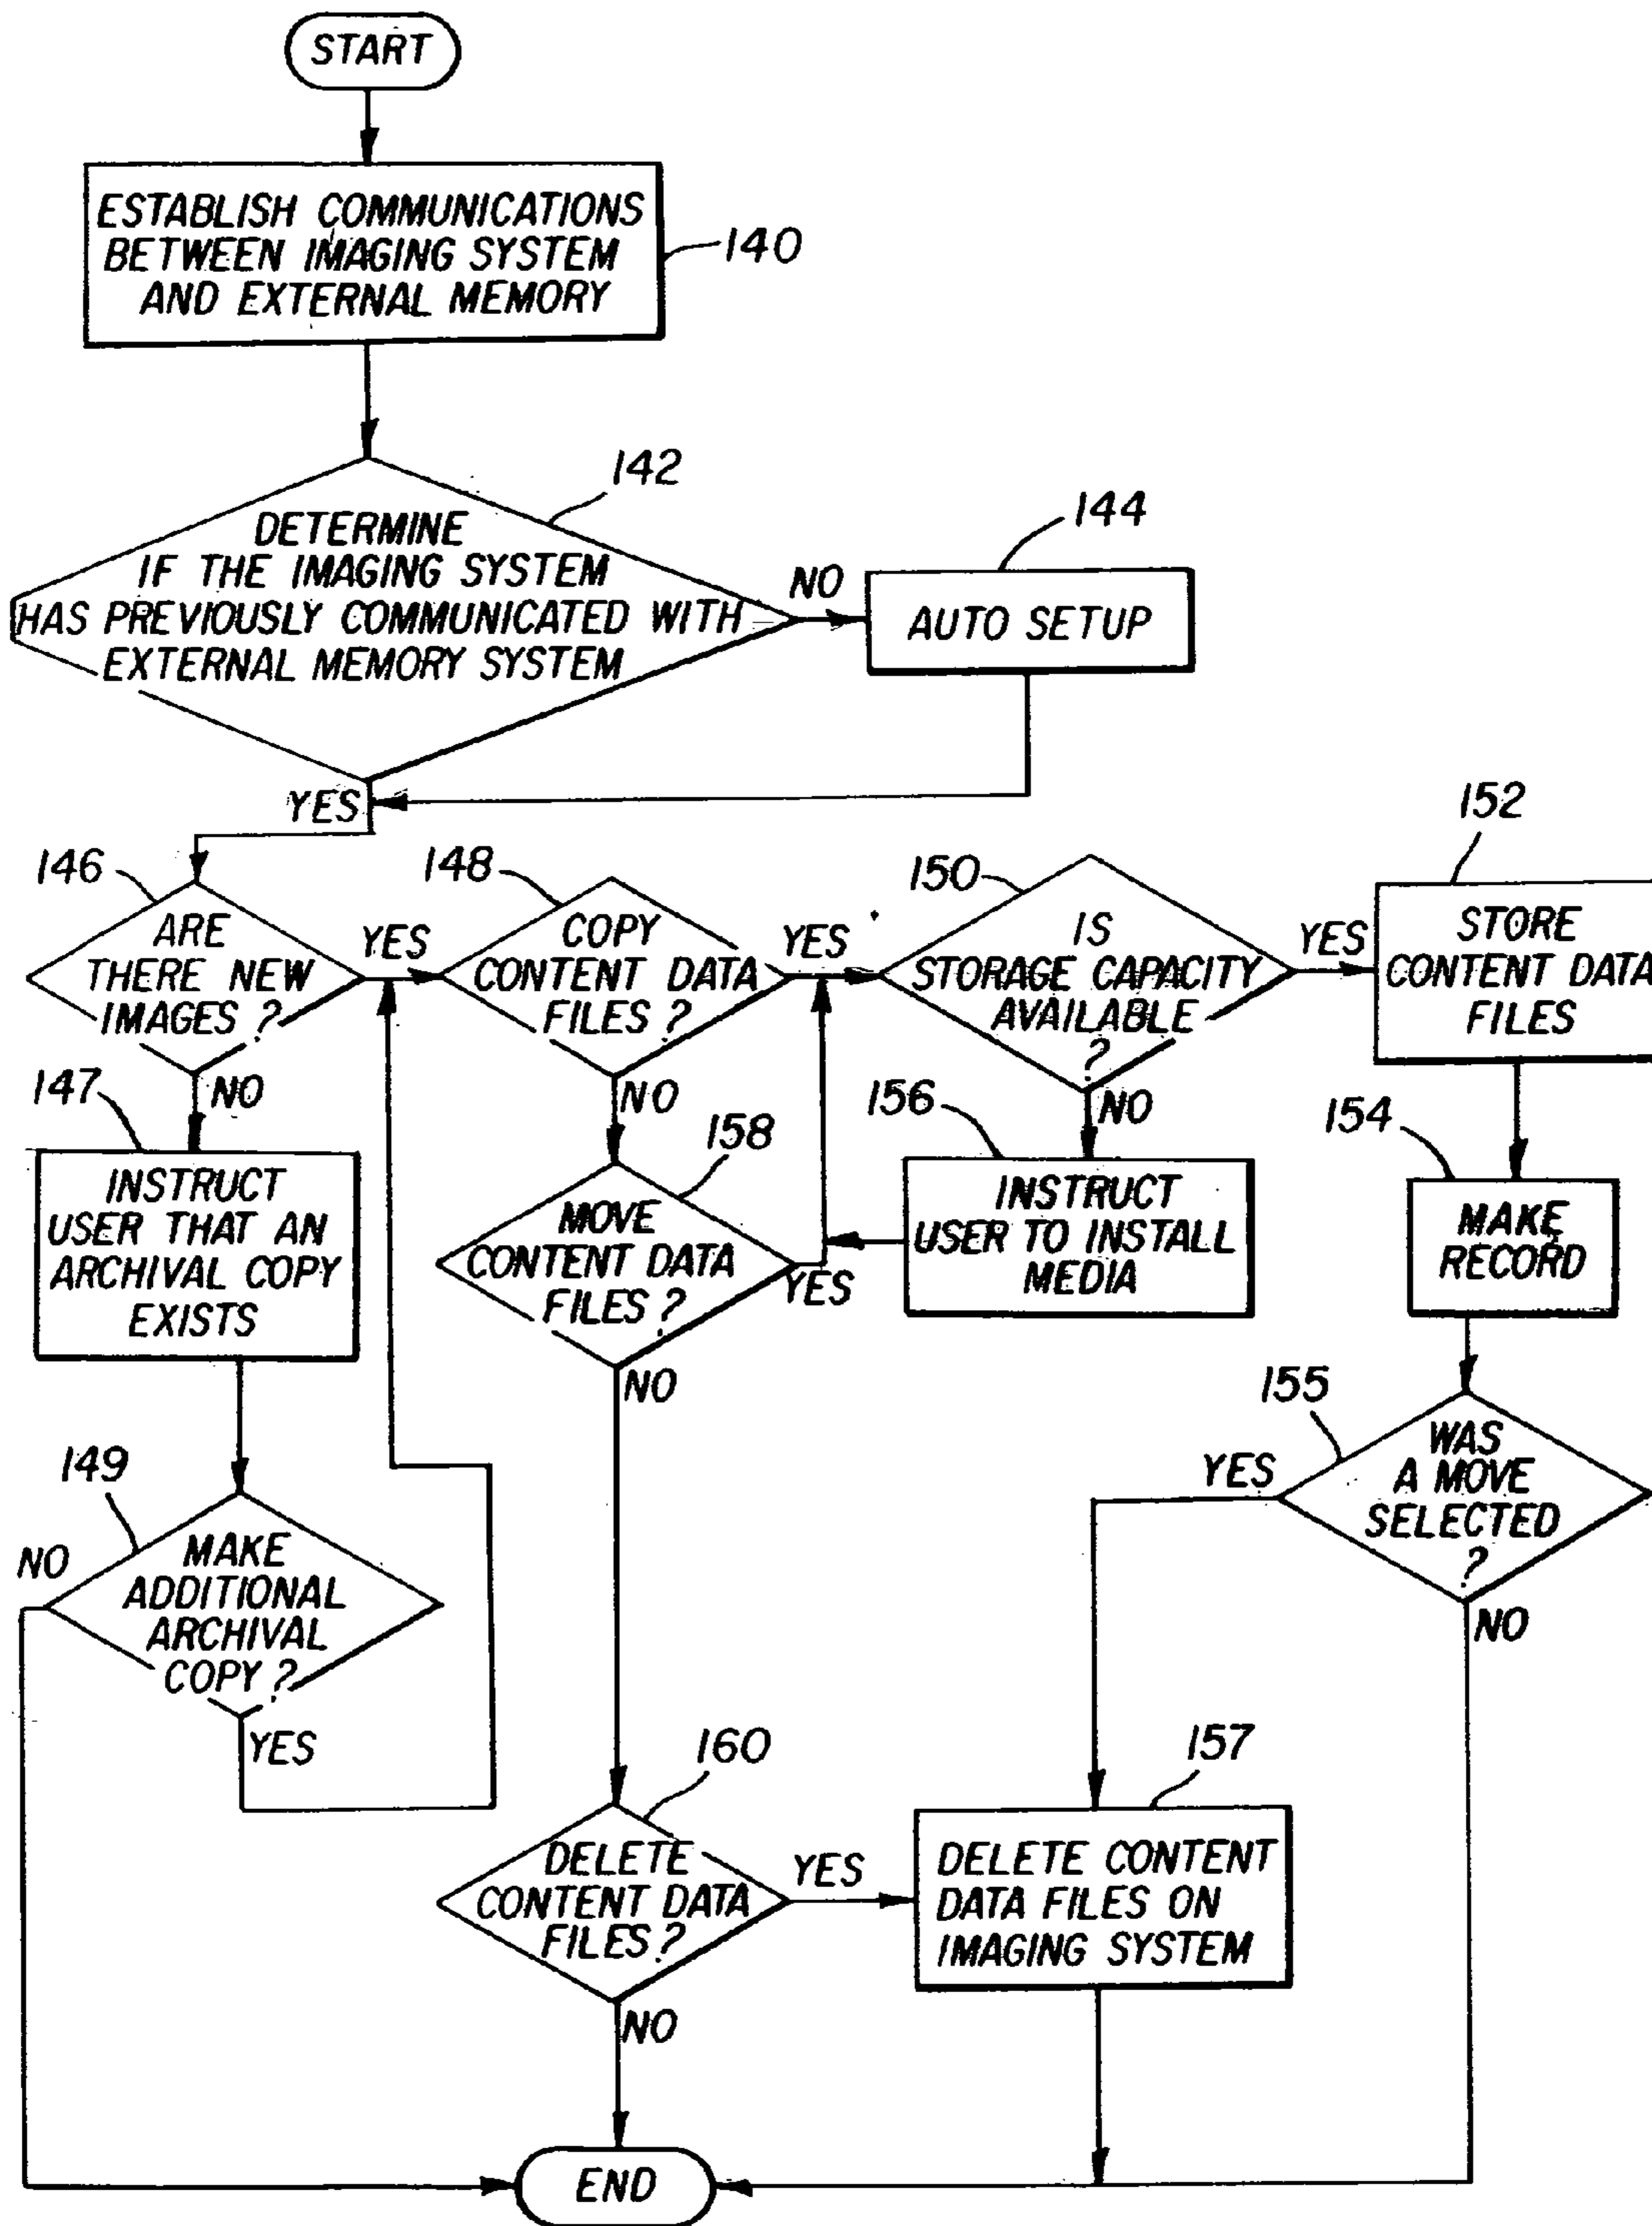 START
ESTABLISH COMMUNICATIONS
BETWEEN IMAGING SYSTEM
AND EXTERNAL MEMORY
140
142
DETERMINE
IF THE IMAGING SYSTEM
HAS PREVIOUSLY COMMUNICATED WITH
EXTERNAL MEMORY SYSTEM
NO
144
AUTO SETUP
YES
146
ARE
THERE NEW
IMAGES ?
YES
NO
148
COPY
CONTENT DATA
FILES ?
YES
NO
150
IS
STORAGE CAPACITY
AVAILABLE
?
YES
NO
152
STORE
CONTENT DATA
FILES
147
INSTRUCT
USER THAT AN
ARCHIVAL COPY
EXISTS
158
MOVE
CONTENT DATA
FILES ?
YES
NO
156
INSTRUCT
USER TO INSTALL
MEDIA
154
MAKE
RECORD
155
WAS
A MOVE
SELECTED
?
YES
NO
149
MAKE
ADDITIONAL
ARCHIVAL
COPY ?
NO
YES
160
DELETE
CONTENT DATA
FILES ?
YES
NO
157
DELETE CONTENT
DATA FILES ON
IMAGING SYSTEM
END